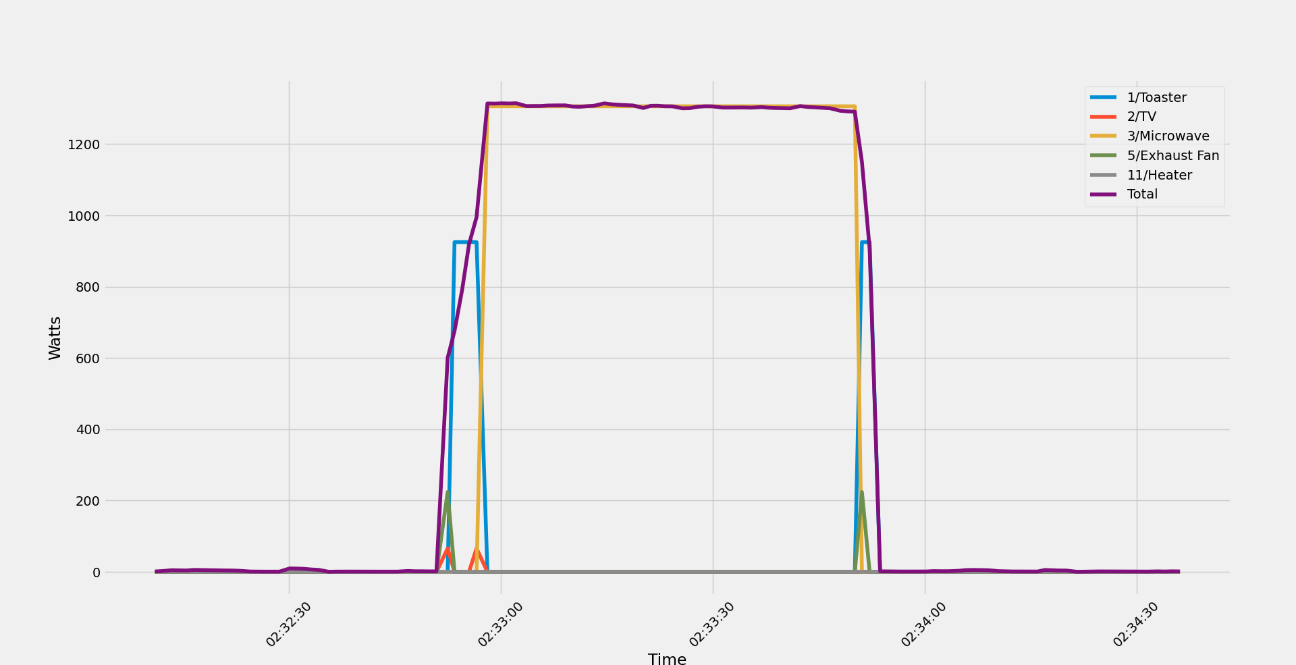 1/Toaster
2/TV
3/Microwave
5/Exhaust Fan
11/Heater
Total
1200
1000
800
600
400
200
0
Watts
02:32:30
02:33:00
02:33:30
02:34:00
02:34:30
Time